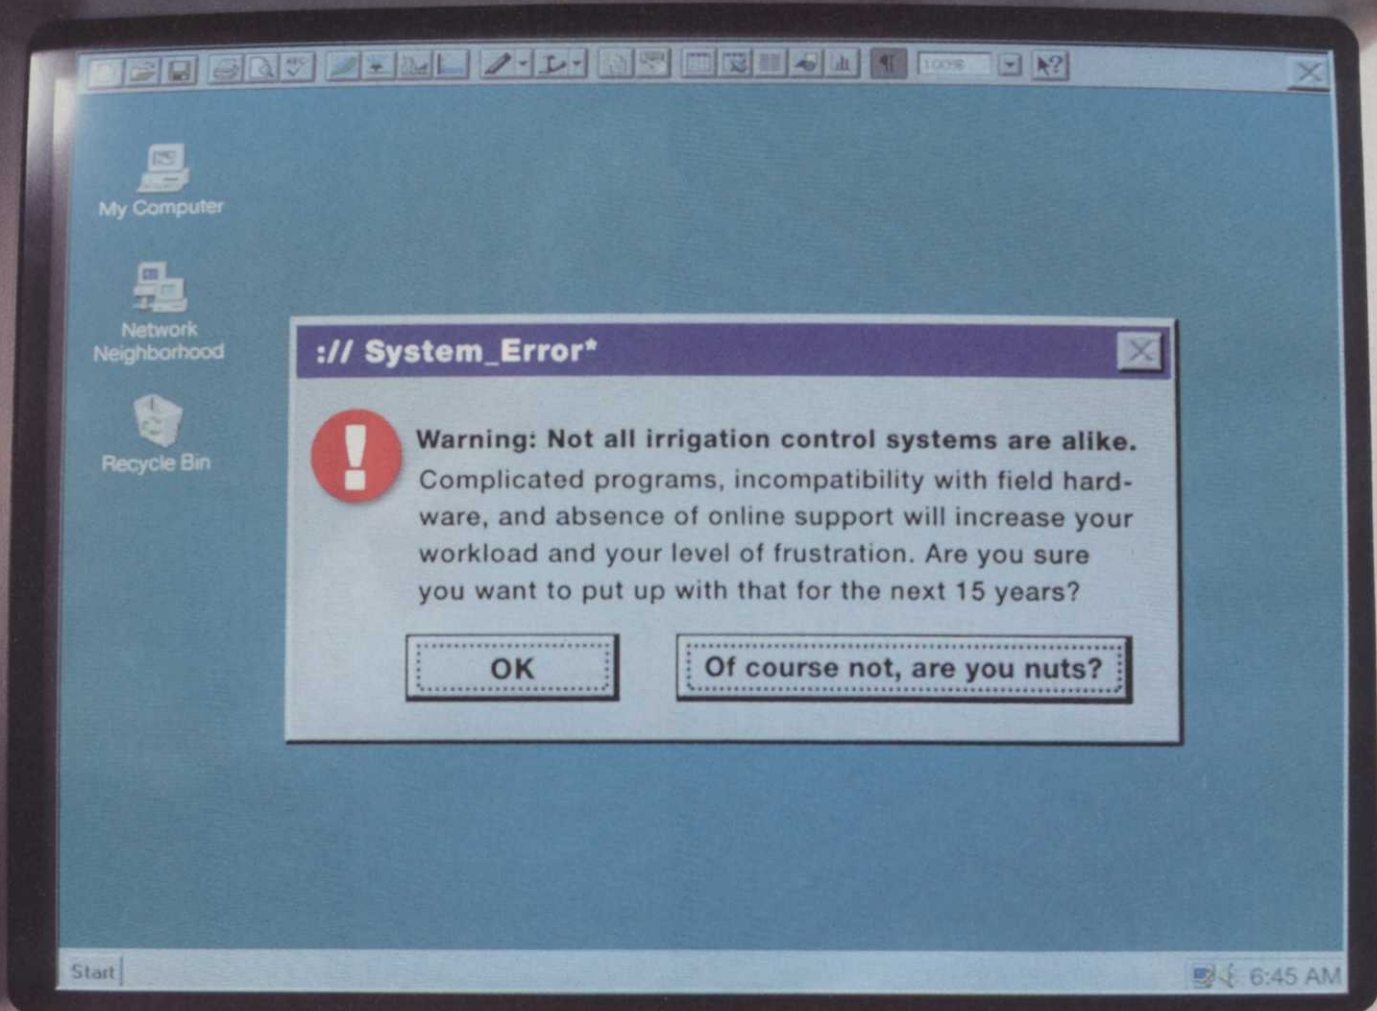 ABC
¶
100%
?
My Computer
Network
Neighborhood
Recycle Bin
:// System_Error*
!
Warning: Not all irrigation control systems are alike.
Complicated programs, incompatibility with field hard-
ware, and absence of online support will increase your
workload and your level of frustration. Are you sure
you want to put up with that for the next 15 years?
OK
Of course not, are you nuts?
Start
6:45 AM